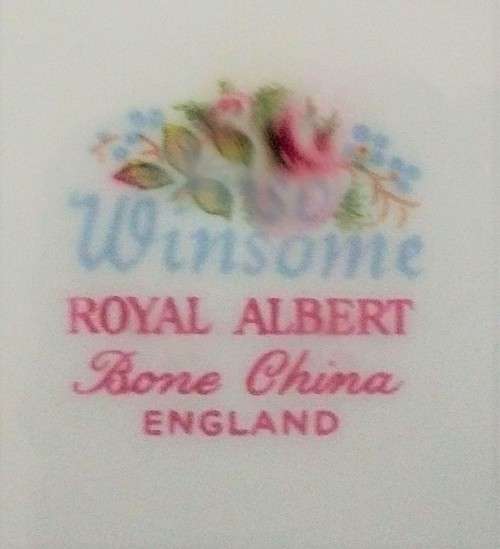 Winsome
ROYAL ALBERT
Bone China
ENGLAND